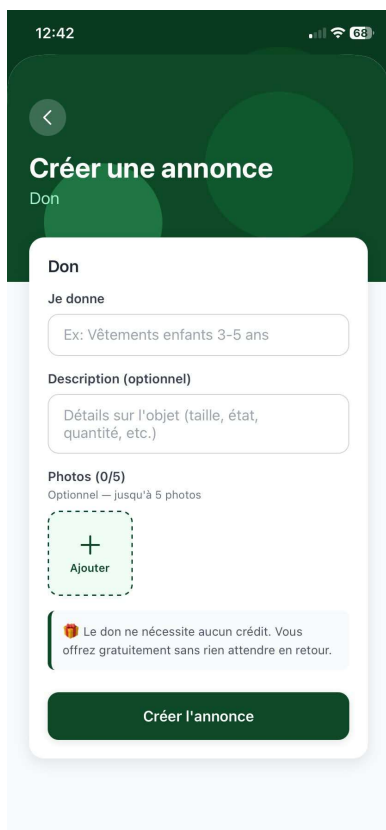 12:42
68
Créer une annonce
Don
Don
Je donne
Ex: Vêtements enfants 3-5 ans
Description (optionnel)
Détails sur l'objet (taille, état,
quantité, etc.)
Photos (0/5)
Optionnel — jusqu'à 5 photos
Ajouter
🎁 Le don ne nécessite aucun crédit. Vous
offrez gratuitement sans rien attendre en retour.
Créer l'annonce